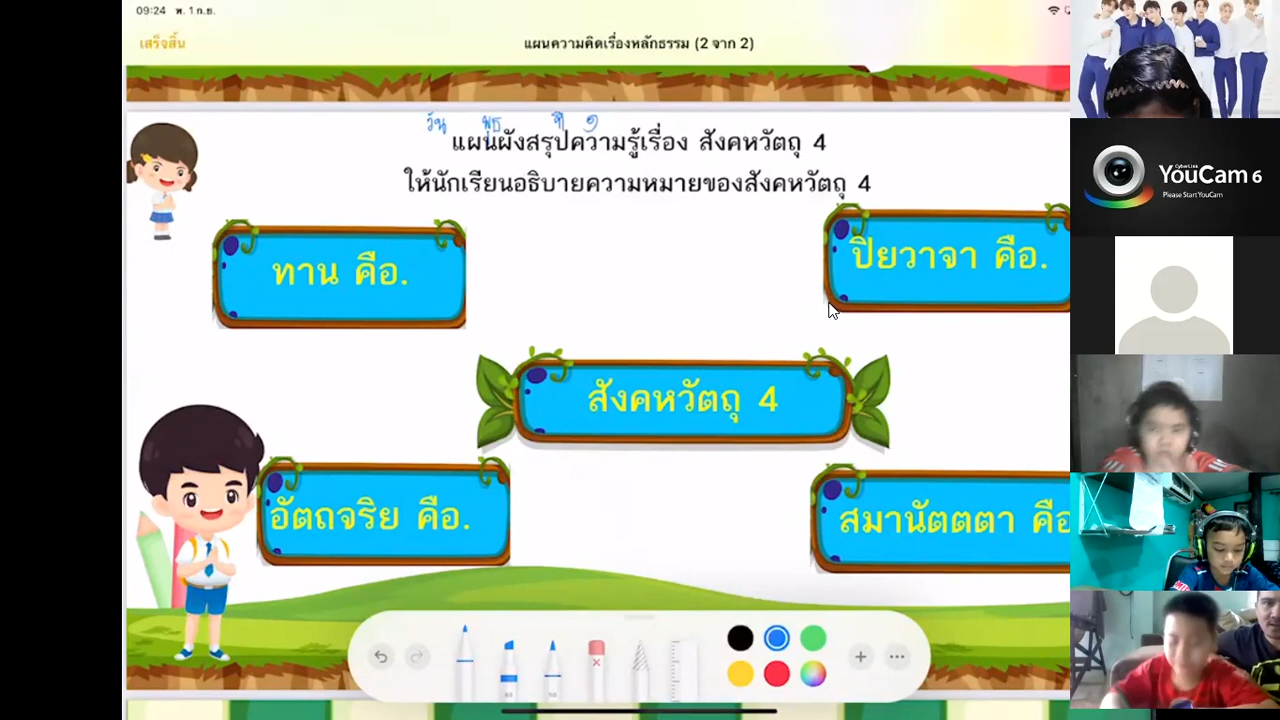 09:24 พ. 1 ก.ย.
เสร็จสิ้น
แผนความคิดเรื่องหลักธรรม (2 จาก 2)
วัน พุธ ที่ ๑
แผนผังสรุปความรู้เรื่อง สังคหวัตถุ 4
ให้นักเรียนอธิบายความหมายของสังคหวัตถุ 4
ทาน คือ.
ปิยวาจา คือ.
สังคหวัตถุ 4
อัตถจริย คือ.
สมานัตตตา คือ
CyberLink
YouCam 6
Please Start YouCam